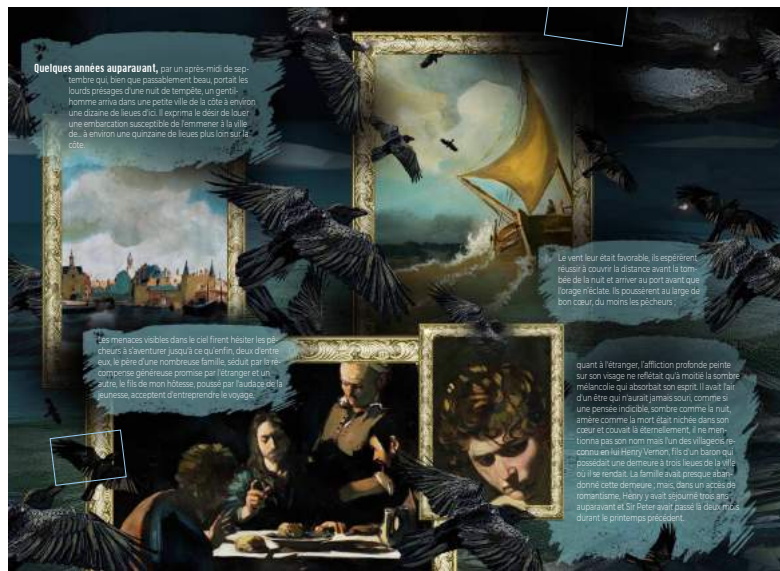 Quelques années auparavant, par un après-midi de sep-
tembre qui, bien que passablement beau, portait les
lourds présages d'une nuit de tempête, un gentil-
homme arriva dans une petite ville de la côte à environ
une dizaine de lieues d'ici. Il exprima le désir de louer
une embarcation susceptible de l'emmener à la ville
de... à environ une quinzaine de lieues plus loin sur la
côte.
Les menaces visibles dans le ciel firent hésiter les pê-
cheurs à s'aventurer jusqu'à ce qu'enfin, deux d'entre
eux, le père d'une nombreuse famille, séduit par la ré-
compense généreuse promise par l'étranger et un
autre, le fils de mon hôtesse, poussé par l'audace de la
jeunesse, acceptent d'entreprendre le voyage.
Le vent leur était favorable, ils espérèrent
réussir à couvrir la distance avant la tom-
bée de la nuit et arriver au port avant que
l'orage n'éclate. Ils poussèrent au large de
bon cœur, du moins les pêcheurs ;
quant à l'étranger, l'affliction profonde peinte
sur son visage ne reflétait qu'à moitié la sombre
mélancolie qui absorbait son esprit. Il avait l'air
d'un être qui n'aurait jamais souri, comme si
une pensée indicible, sombre comme la nuit,
amère comme la mort était nichée dans son
cœur et couvait là éternellement, il ne men-
tionna pas son nom mais l'un des villageois re-
connu en lui Henry Vernon, fils d'un baron qui
possédait une demeure à trois lieues de la ville
où il se rendait. La famille avait presque aban-
donné cette demeure ; mais, dans un accès de
romantisme, Henry y avait séjourné trois ans
auparavant et Sir Peter avait passé là deux mois
durant le printemps précédent.